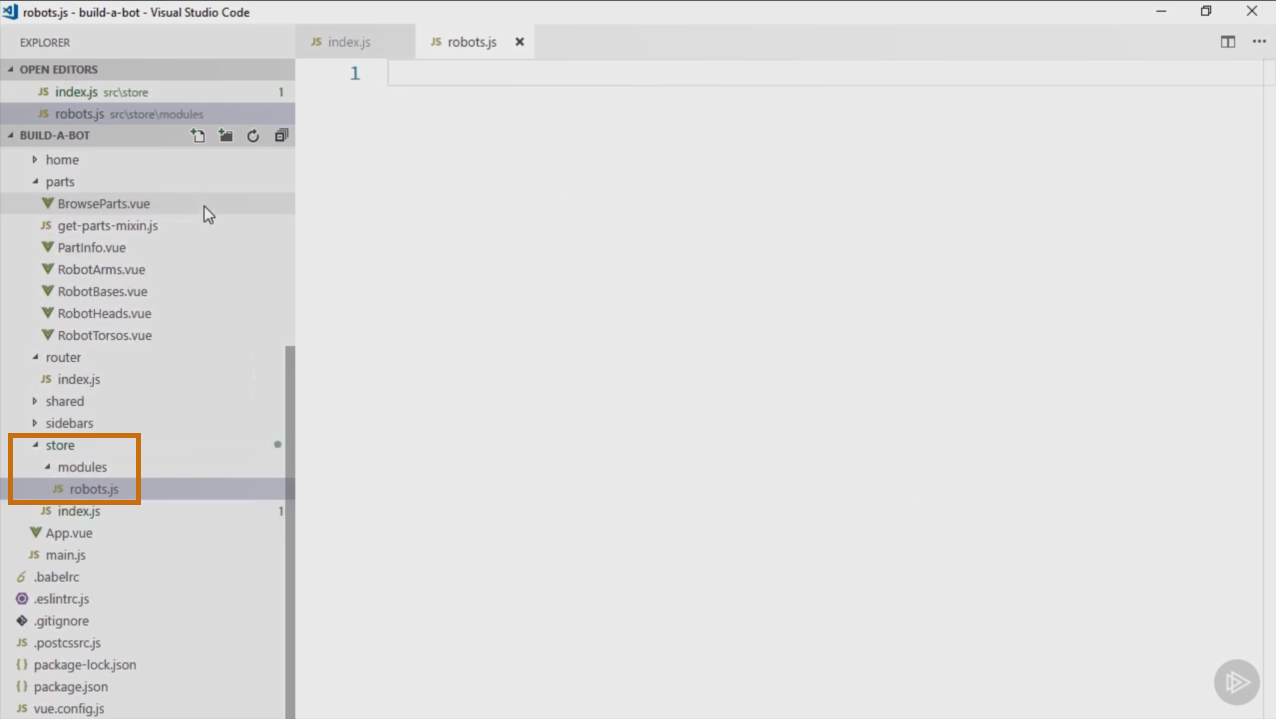 robots.js - build-a-bot - Visual Studio Code
EXPLORER
JS index.js
JS robots.js
OPEN EDITORS
JS index.js src\store 1
JS robots.js src\store\modules
BUILD-A-BOT
home
parts
BrowseParts.vue
JS get-parts-mixin.js
PartInfo.vue
RobotArms.vue
RobotBases.vue
RobotHeads.vue
RobotTorsos.vue
router
JS index.js
shared
sidebars
store
modules
JS robots.js
JS index.js 1
App.vue
JS main.js
.babelrc
.eslintrc.js
.gitignore
JS .postcssrc.js
{} package-lock.json
{} package.json
JS vue.config.js
1